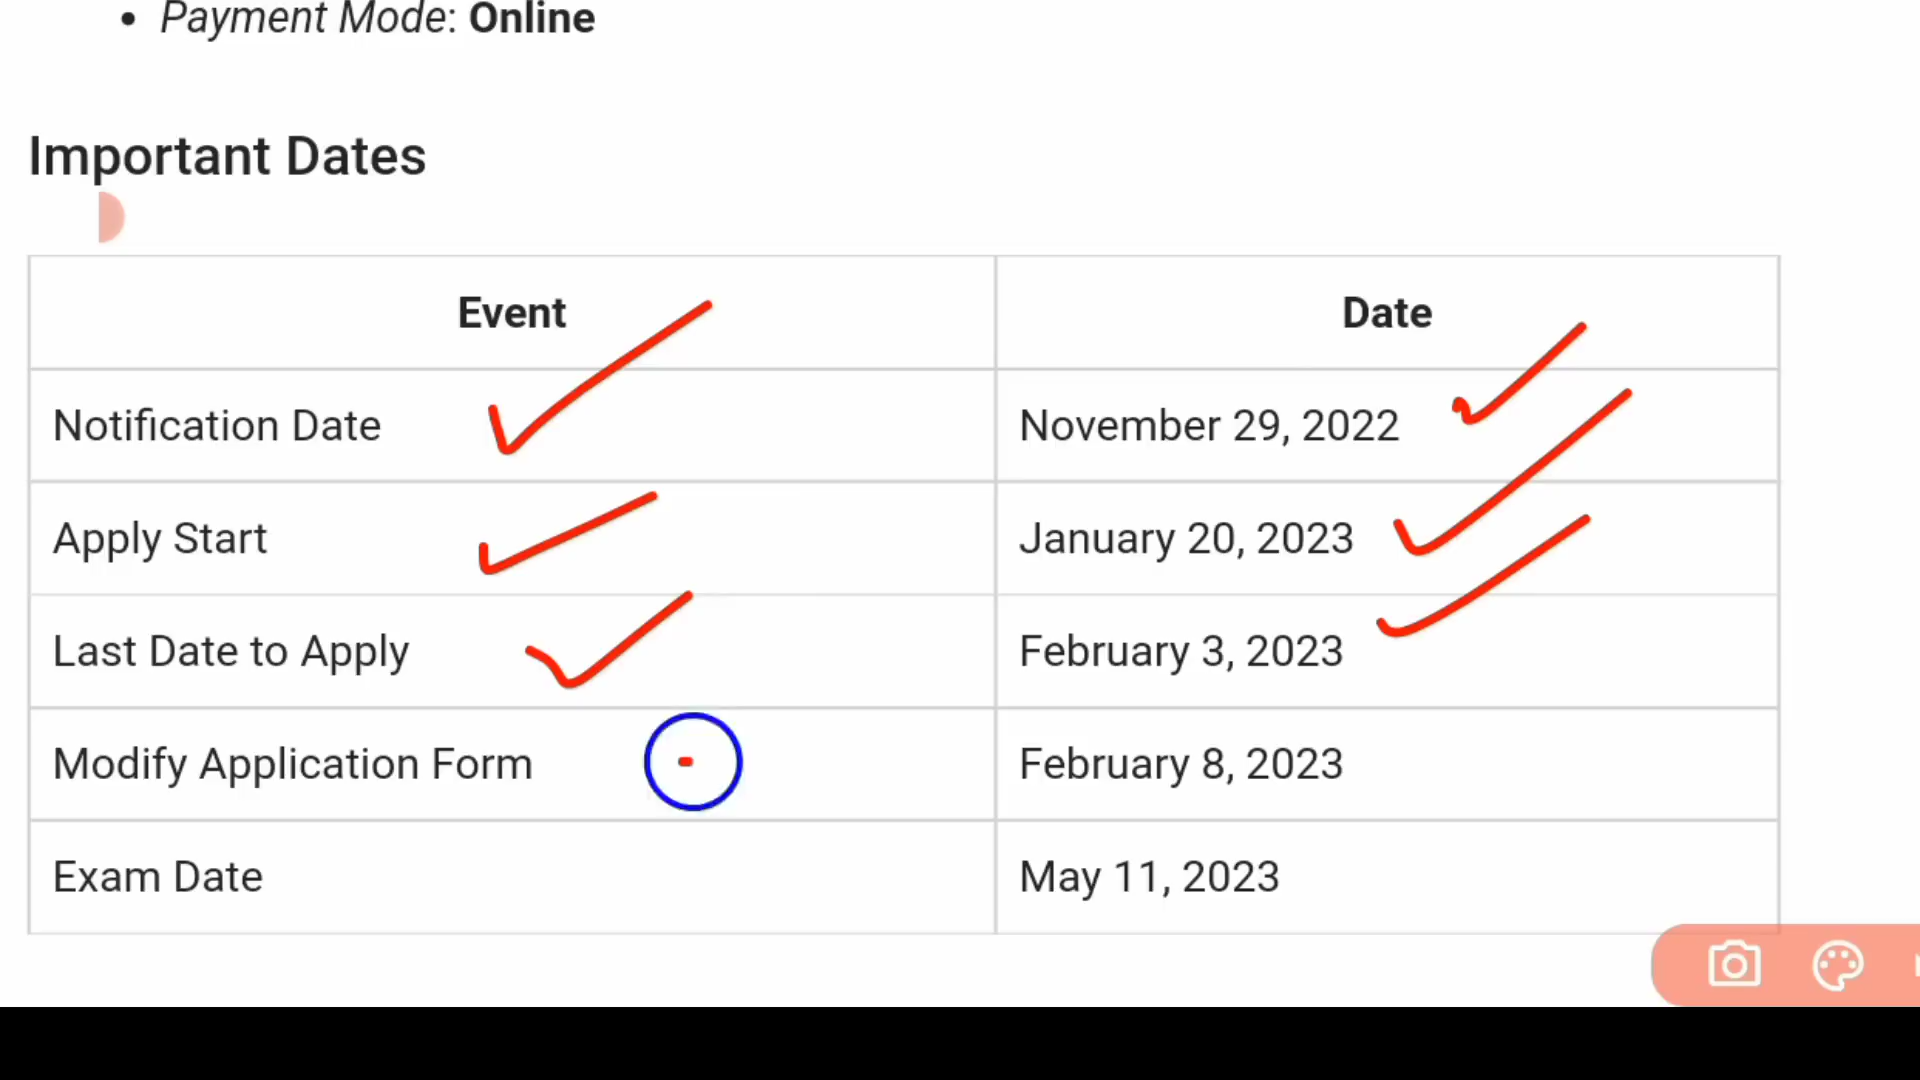 • Payment Mode: Online
Important Dates
Event Date
Notification Date November 29, 2022
Apply Start January 20, 2023
Last Date to Apply February 3, 2023
Modify Application Form February 8, 2023
Exam Date May 11, 2023